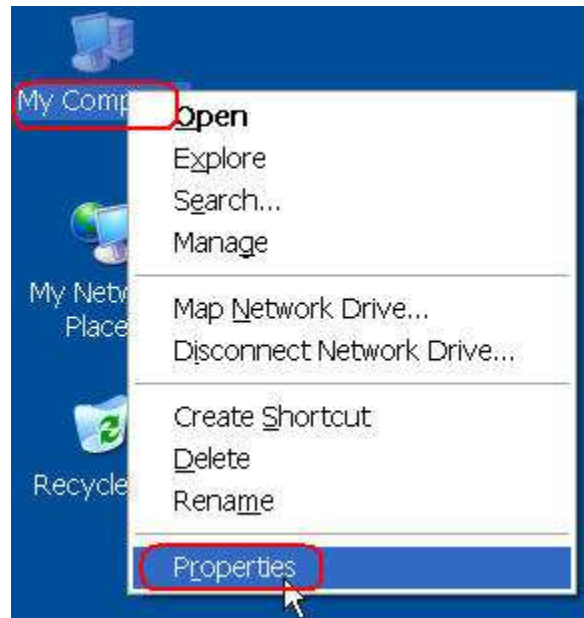 My Comp
Open
Explore
Search...
Manage
My Netw
Place
Map Network Drive...
Disconnect Network Drive...
Create Shortcut
Delete
Recycle
Rename
Properties